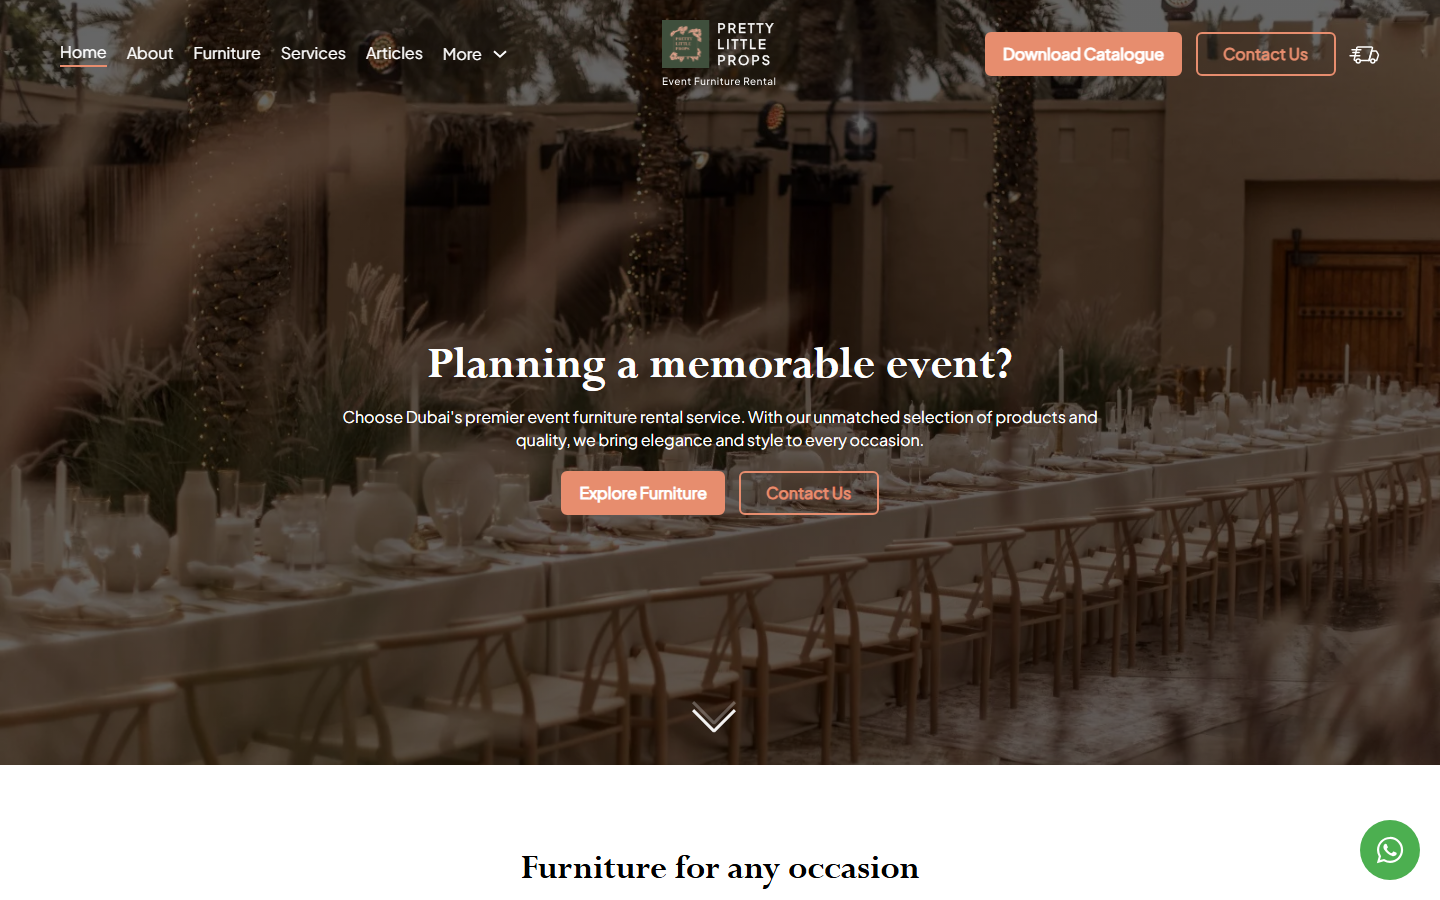 Home
About
Furniture
Services
Articles
More
PRETTY
LITTLE
PROPS
Event Furniture Rental
Download Catalogue
Contact Us
Planning a memorable event?
Choose Dubai's premier event furniture rental service. With our unmatched selection of products and
quality, we bring elegance and style to every occasion.
Explore Furniture
Contact Us
Furniture for any occasion